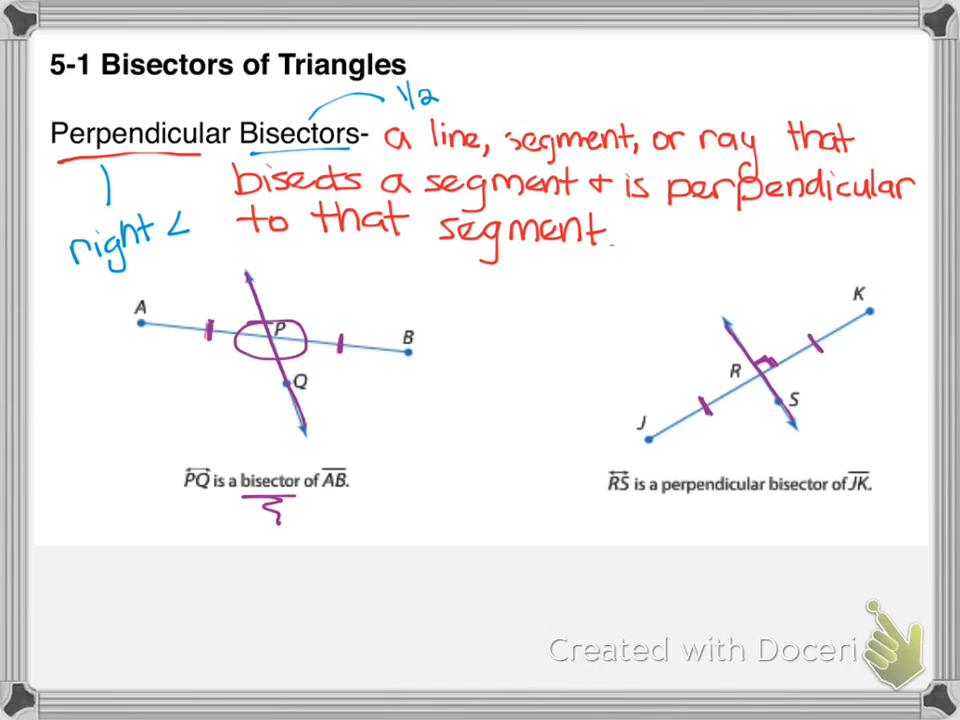 5-1 Bisectors of Triangles
1/2
Perpendicular Bisectors- a line, segment, or ray that
bisects a segment + is perpendicular
right < to that segment.
A
P
B
Q
K
R
S
J
PQ is a bisector of AB.
RS is a perpendicular bisector of JK.
Created with Doceri